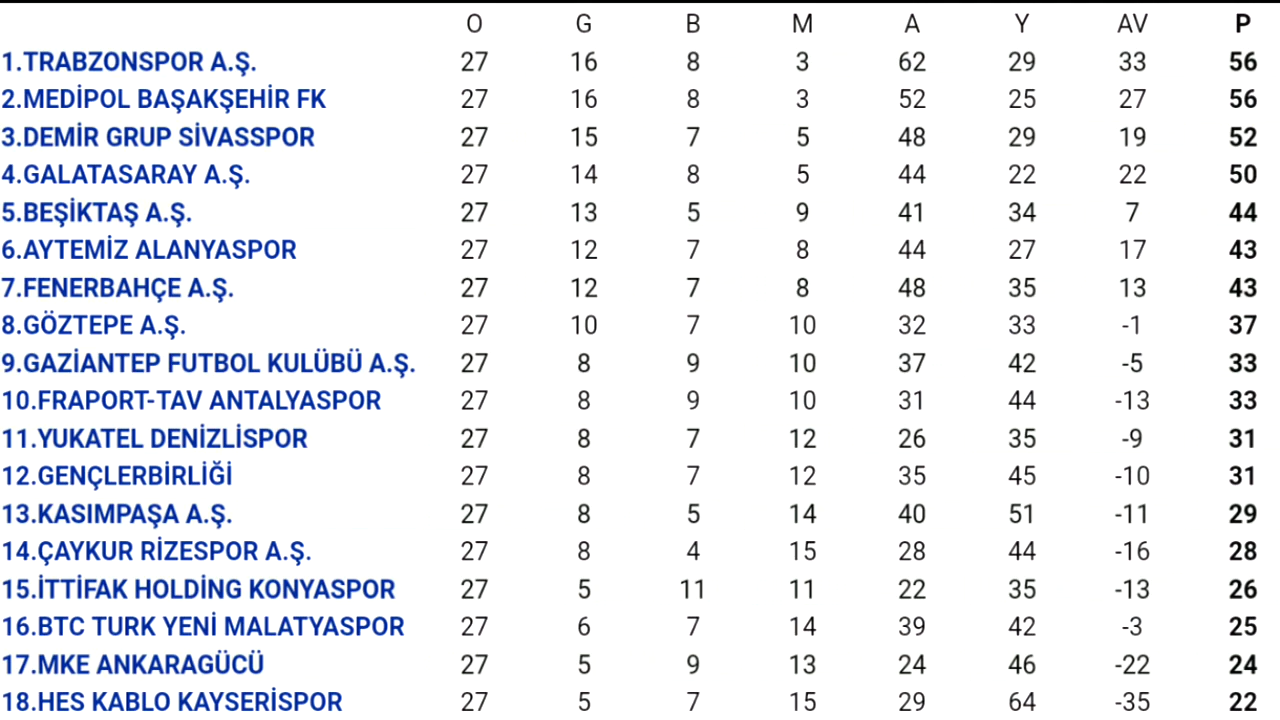 O G B M A Y AV P
1.TRABZONSPOR A.Ş. 27 16 8 3 62 29 33 56
2.MEDİPOL BAŞAKŞEHİR FK 27 16 8 3 52 25 27 56
3.DEMİR GRUP SİVASSPOR 27 15 7 5 48 29 19 52
4.GALATASARAY A.Ş. 27 14 8 5 44 22 22 50
5.BEŞİKTAŞ A.Ş. 27 13 5 9 41 34 7 44
6.AYTEMİZ ALANYASPOR 27 12 7 8 44 27 17 43
7.FENERBAHÇE A.Ş. 27 12 7 8 48 35 13 43
8.GÖZTEPE A.Ş. 27 10 7 10 32 33 -1 37
9.GAZİANTEP FUTBOL KULÜBÜ A.Ş. 27 8 9 10 37 42 -5 33
10.FRAPORT-TAV ANTALYASPOR 27 8 9 10 31 44 -13 33
11.YUKATEL DENİZLİSPOR 27 8 7 12 26 35 -9 31
12.GENÇLERBİRLİĞİ 27 8 7 12 35 45 -10 31
13.KASIMPAŞA A.Ş. 27 8 5 14 40 51 -11 29
14.ÇAYKUR RİZESPOR A.Ş. 27 8 4 15 28 44 -16 28
15.İTTİFAK HOLDİNG KONYASPOR 27 5 11 11 22 35 -13 26
16.BTC TURK YENİ MALATYASPOR 27 6 7 14 39 42 -3 25
17.MKE ANKARAGÜCÜ 27 5 9 13 24 46 -22 24
18.HES KABLO KAYSERİSPOR 27 5 7 15 29 64 -35 22